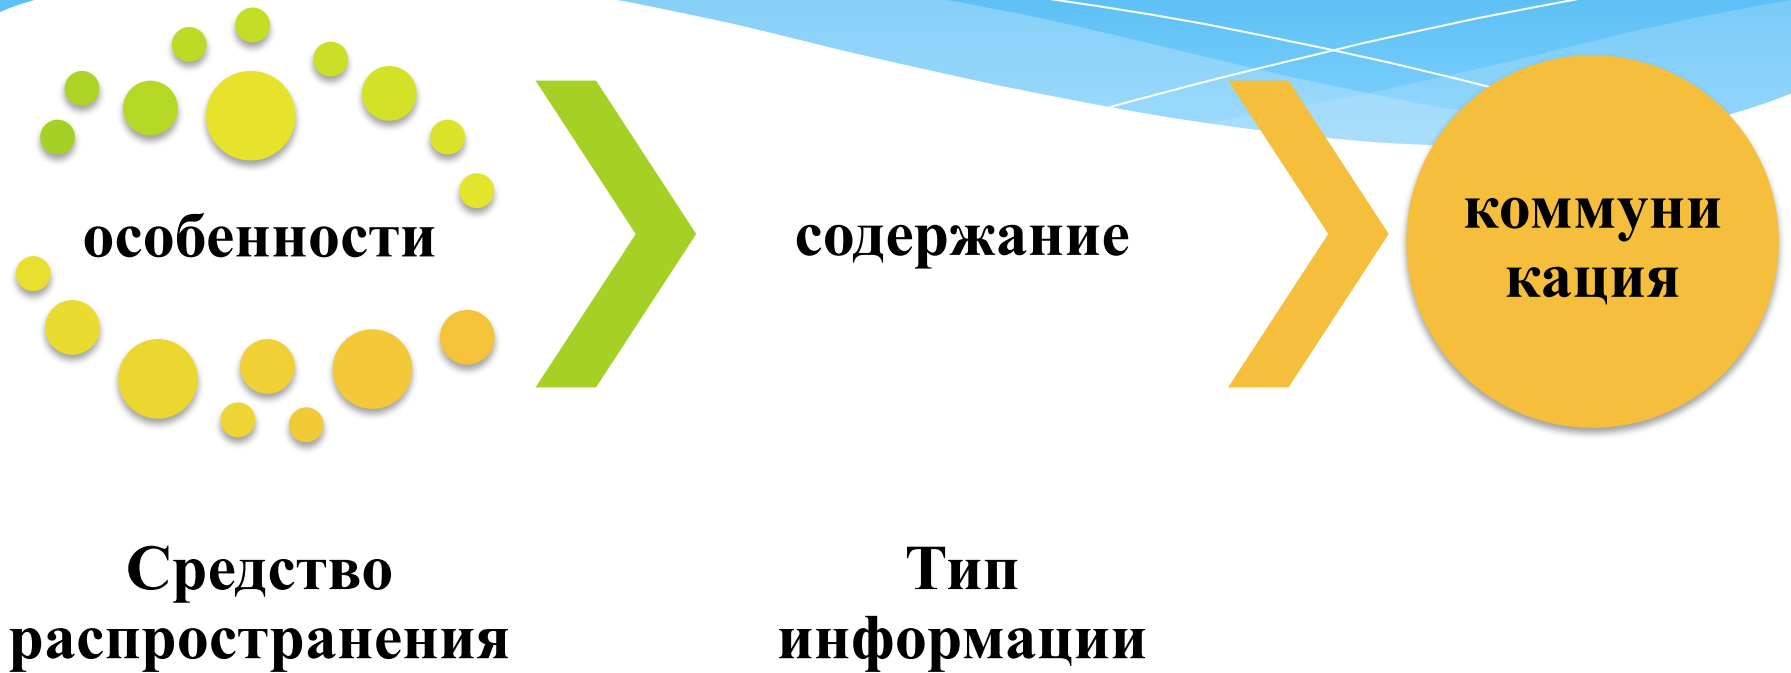 особенности
содержание
коммуни
кация
Средство
распространения
Тип
информации